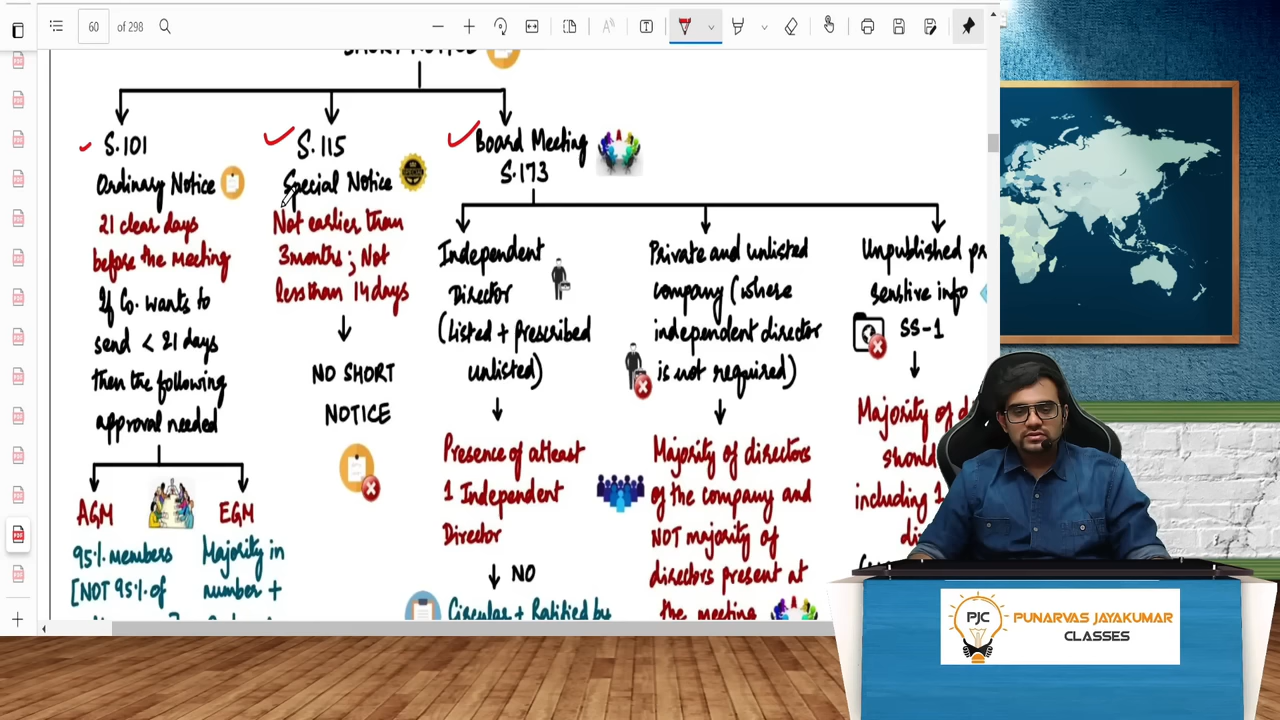 60 of 298
SHORT NOTICE
S.101
Ordinary Notice
21 clear days
before the meeting
If Co. wants to
send < 21 days
then the following
approval needed
AGM
95% members
[NOT 95% of
EGM
Majority in
number +
S.115
Special Notice
Not earlier than
3months ; Not
less than 14 days
NO SHORT
NOTICE
Board Meeting
S.173
Independent
Director
(Listed + prescribed
unlisted)
Presence of atleast
1 Independent
Director
NO
Circular + Ratified by
Private and unlisted
company (where
independent director
is not required)
Majority of directors
of the company and
NOT majority of
directors present at
the meeting
Unpublished pr
senstive info
SS-1
Majority of di
should
including 1
di
PJC
PUNARVAS JAYAKUMAR
CLASSES